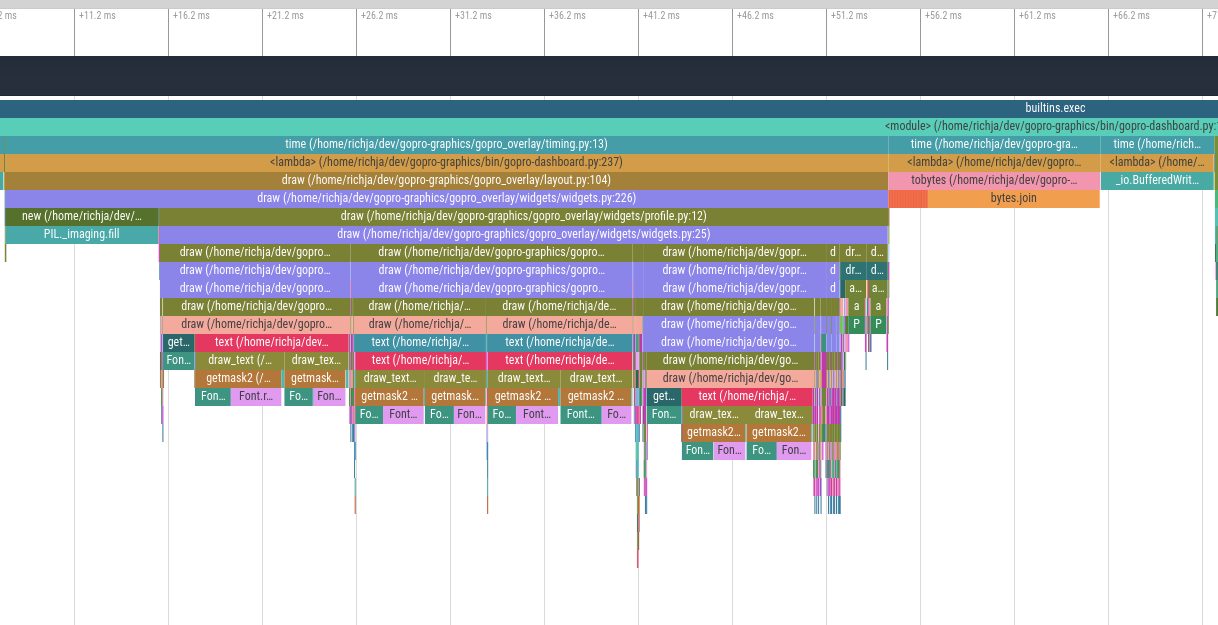 2 ms +11.2 ms +16.2 ms +21.2 ms +26.2 ms +31.2 ms +36.2 ms +41.2 ms +46.2 ms +51.2 ms +56.2 ms +61.2 ms +66.2 ms +7
builtins.exec
<module> (/home/richja/dev/gopro-graphics/bin/gopro-dashboard.py:
time (/home/richja/dev/gopro-graphics/gopro_overlay/timing.py:13) time (/home/richja/dev/gopro-gra... time (/home/rich...
<lambda> (/home/richja/dev/gopro-graphics/bin/gopro-dashboard.py:237) <lambda> (/home/richja/dev/gopro... <lambda> (/home/...
draw (/home/richja/dev/gopro-graphics/gopro_overlay/layout.py:104) tobytes (/home/richja/dev/gopro-... _io.BufferedWrit...
draw (/home/richja/dev/gopro-graphics/gopro_overlay/widgets/widgets.py:226) bytes.join
new (/home/richja/dev/... draw (/home/richja/dev/gopro-graphics/gopro_overlay/widgets/profile.py:12)
PIL._imaging.fill draw (/home/richja/dev/gopro-graphics/gopro_overlay/widgets/widgets.py:25)
draw (/home/richja/dev/gopro... draw (/home/richja/dev/gopro-graphics/gopro... draw (/home/richja/dev/gopr... d dr... d...
draw (/home/richja/dev/gopro... draw (/home/richja/dev/gopro-graphics/gopro... draw (/home/richja/dev/gopr... d dr... d...
draw (/home/richja/dev/gopro... draw (/home/richja/dev/gopro-graphics/gopro... draw (/home/richja/dev/gopr... d a... a...
draw (/home/richja/dev/gopro... draw (/home/richja/... draw (/home/richja/de... draw (/home/richja/dev/go... a a
draw (/home/richja/dev/gopro... draw (/home/richja/... draw (/home/richja/de... draw (/home/richja/dev/go... P P
get... text (/home/richja/dev... text (/home/richja/... text (/home/richja/de... draw (/home/richja/dev/go...
Fon... draw_text (/... draw_tex... text (/home/richja/... text (/home/richja/de... draw (/home/richja/dev/go...
getmask2 (/... getmask... draw_text... draw_te... draw_text... draw_text... draw (/home/richja/dev/go...
Fon... Font.r... Fo... Fon... getmask2 ... getmask... getmask2 ... getmask2 ... get... text (/home/richja/...
Fo... Font... Fo... Fon... Fo... Font... Font... Fo... Fon... draw_tex... draw_tex...
getmask2... getmask2...
Fon... Fon... Fo... Fon...